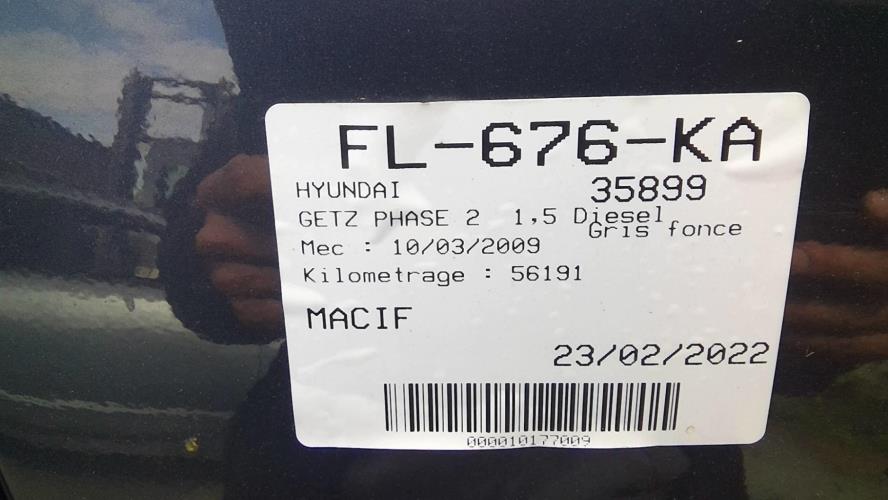 FL-676-KA
HYUNDAI 35899
GETZ PHASE 2 1,5 Diesel
Gris fonce
Mec : 10/03/2009
Kilometrage : 56191
MACIF
23/02/2022
000010177009